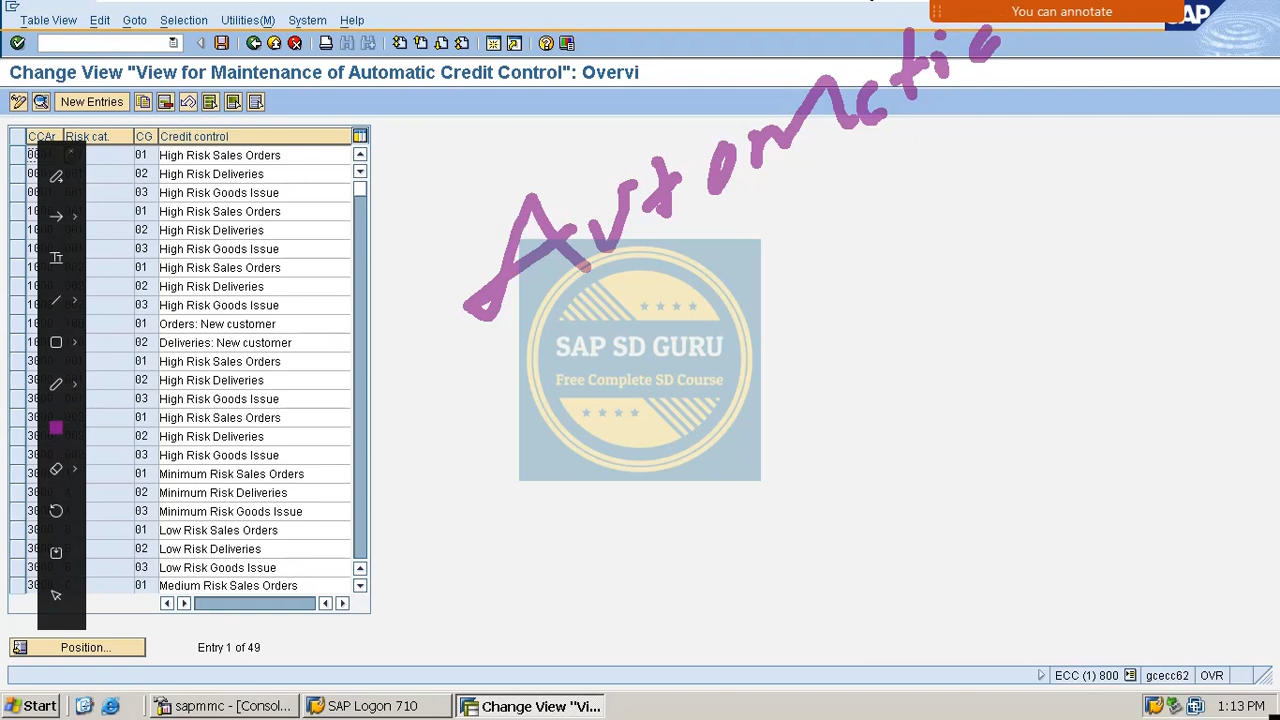 You can annotate
Table View Edit Goto Selection Utilities(M) System Help
SAP
Change View "View for Maintenance of Automatic Credit Control": Overvi
Automatic
New Entries
CCAr Risk cat. CG Credit control
01 High Risk Sales Orders
02 High Risk Deliveries
03 High Risk Goods Issue
01 High Risk Sales Orders
02 High Risk Deliveries
03 High Risk Goods Issue
01 High Risk Sales Orders
02 High Risk Deliveries
03 High Risk Goods Issue
01 Orders: New customer
02 Deliveries: New customer
01 High Risk Sales Orders
02 High Risk Deliveries
03 High Risk Goods Issue
01 High Risk Sales Orders
02 High Risk Deliveries
03 High Risk Goods Issue
01 Minimum Risk Sales Orders
02 Minimum Risk Deliveries
03 Minimum Risk Goods Issue
01 Low Risk Sales Orders
02 Low Risk Deliveries
03 Low Risk Goods Issue
01 Medium Risk Sales Orders
SAP SD GURU
Free Complete SD Course
Position... Entry 1 of 49
ECC (1) 800 gcecc62 OVR
Start sapmmc - [Consol... SAP Logon 710 Change View "Vi... 1:13 PM